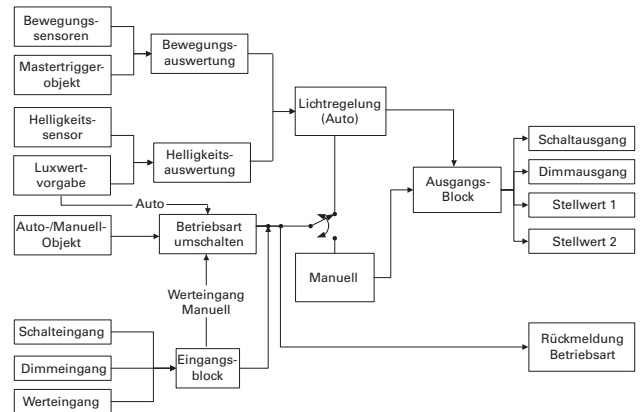 Bewegungs-
sensoren
Mastertrigger-
objekt
Bewegungs-
auswertung
Helligkeits-
sensor
Luxwert-
vorgabe
Helligkeits-
auswertung
Lichtregelung
(Auto)
Ausgangs-
Block
Schaltausgang
Dimmausgang
Stellwert 1
Stellwert 2
Auto
Auto-/Manuell-
Objekt
Betriebsart
umschalten
Manuell
Werteingang
Manuell
Schalteingang
Dimmeingang
Werteingang
Eingangs-
block
Rückmeldung
Betriebsart